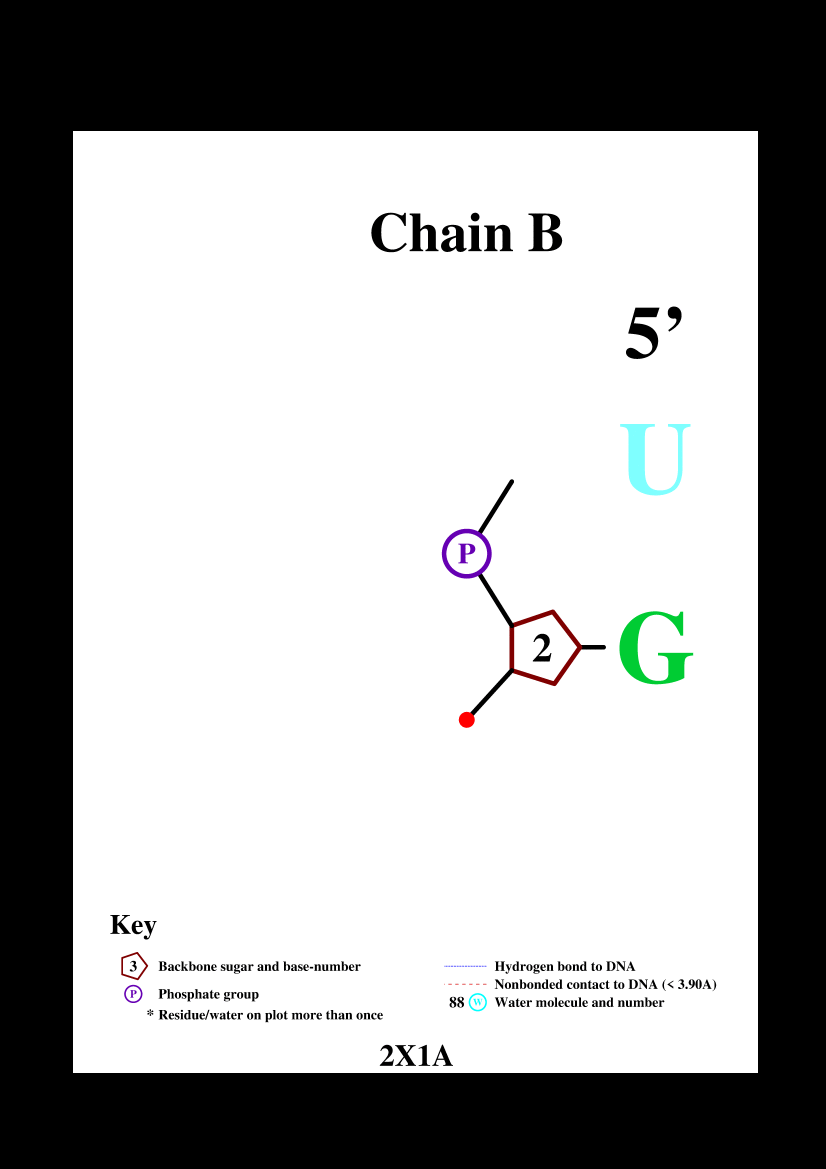 Chain B
5’
U
P
2
G
Key
3 Backbone sugar and base-number
P Phosphate group
* Residue/water on plot more than once
Hydrogen bond to DNA
Nonbonded contact to DNA (< 3.90A)
88 W Water molecule and number
2X1A